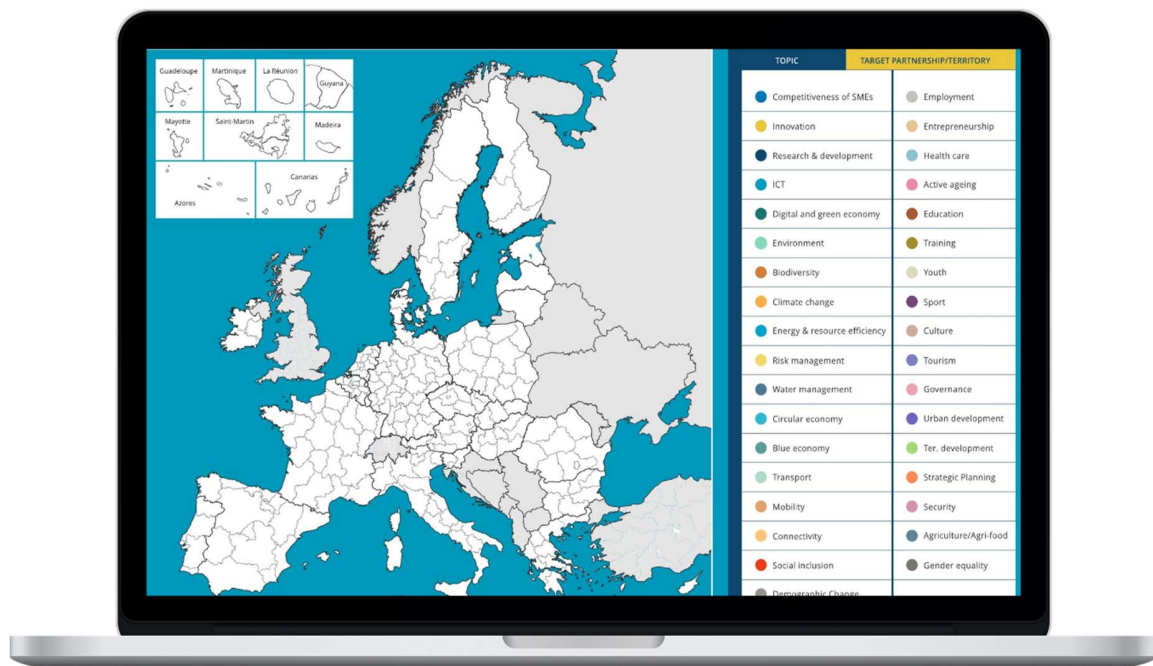 Guadeloupe
Martinique
La Réunion
Guyana
Mayotte
Saint-Martin
Madeira
Azores
Canarias
TOPIC
TARGET PARTNERSHIP/TERRITORY
Competitiveness of SMEs
Innovation
Research & development
ICT
Digital and green economy
Environment
Biodiversity
Climate change
Energy & resource efficiency
Risk management
Water management
Circular economy
Blue economy
Transport
Mobility
Connectivity
Social inclusion
Demographic Change
Employment
Entrepreneurship
Health care
Active ageing
Education
Training
Youth
Sport
Culture
Tourism
Governance
Urban development
Ter. development
Strategic Planning
Security
Agriculture/Agri-food
Gender equality